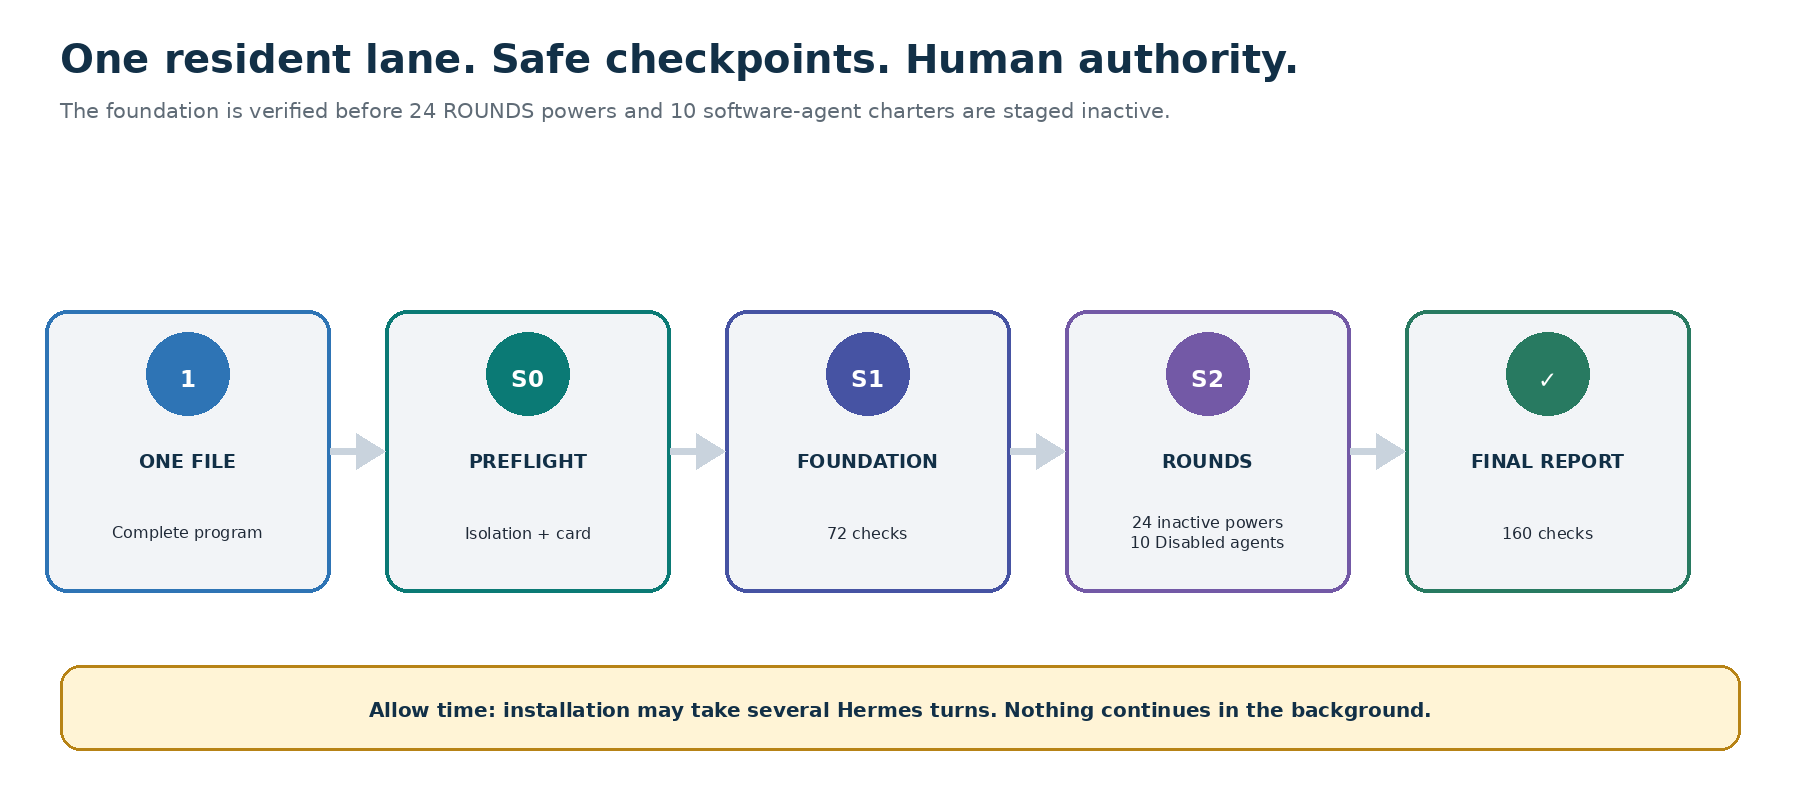 One resident lane. Safe checkpoints. Human authority.
The foundation is verified before 24 ROUNDS powers and 10 software-agent charters are staged inactive.
1
ONE FILE
Complete program
S0
PREFLIGHT
Isolation + card
S1
FOUNDATION
72 checks
S2
ROUNDS
24 inactive powers
10 Disabled agents
✓
FINAL REPORT
160 checks
Allow time: installation may take several Hermes turns. Nothing continues in the background.